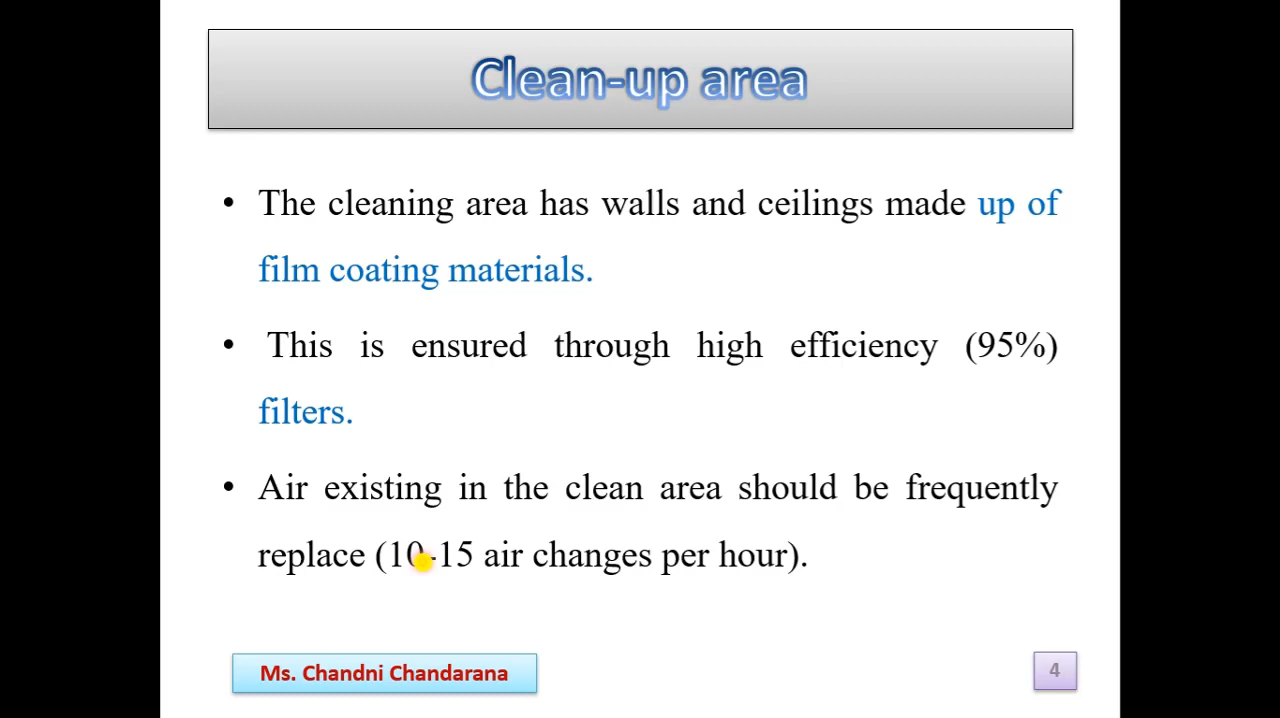 Clean-up area
• The cleaning area has walls and ceilings made up of
film coating materials.
• This is ensured through high efficiency (95%)
filters.
• Air existing in the clean area should be frequently
replace (10-15 air changes per hour).
Ms. Chandni Chandarana
4